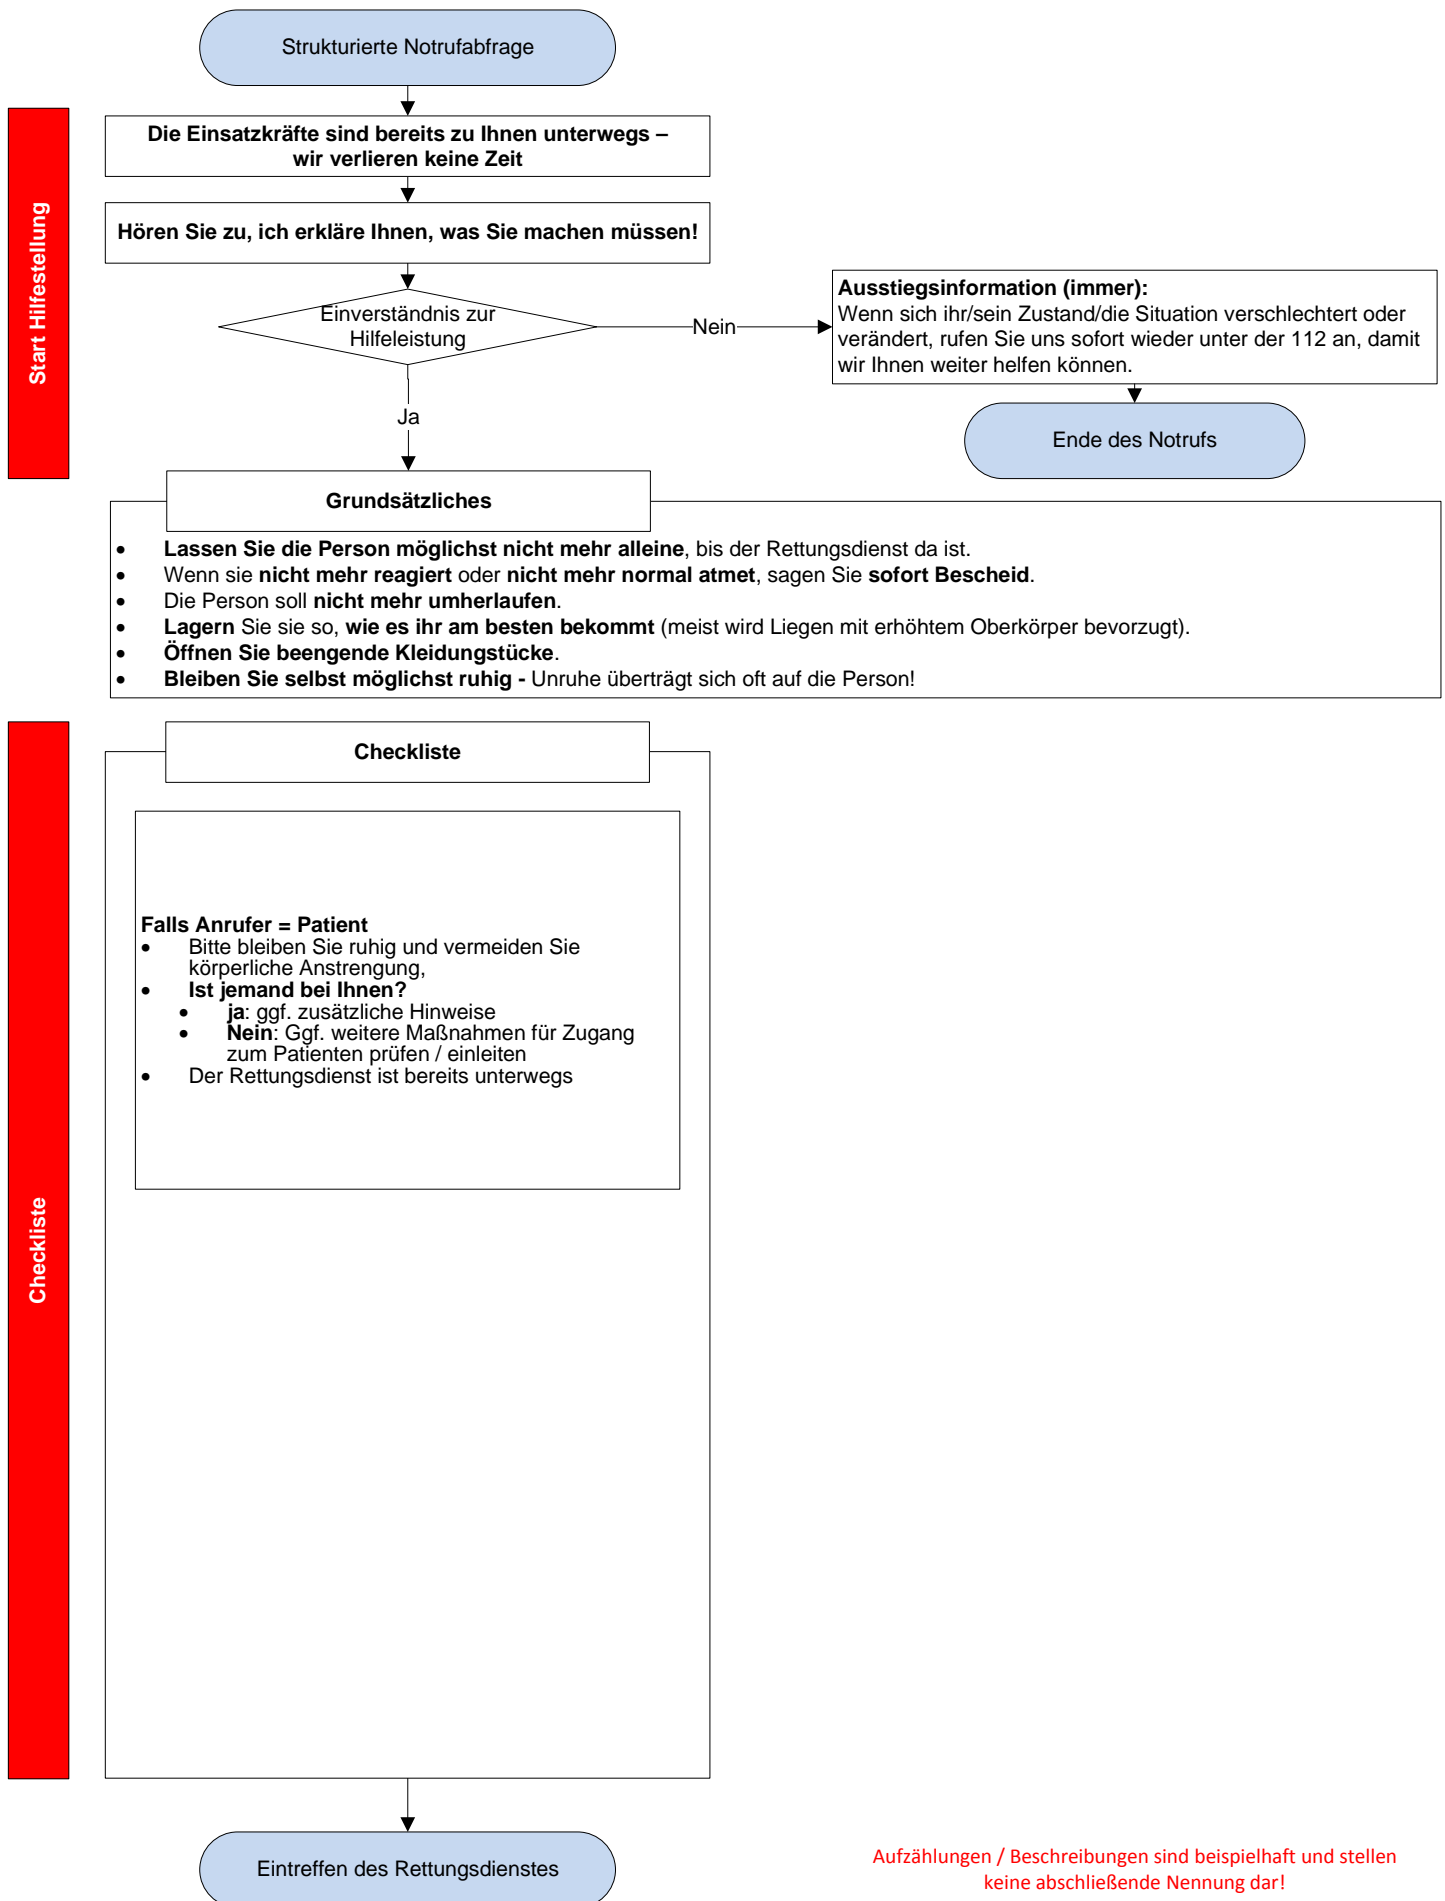 Strukturierte Notrufabfrage
Start Hilfestellung
Die Einsatzkräfte sind bereits zu Ihnen unterwegs –
wir verlieren keine Zeit
Hören Sie zu, ich erkläre Ihnen, was Sie machen müssen!
Einverständnis zur
Hilfeleistung
Nein
Ausstiegsinformation (immer):
Wenn sich ihr/sein Zustand/die Situation verschlechtert oder
verändert, rufen Sie uns sofort wieder unter der 112 an, damit
wir Ihnen weiter helfen können.
Ja
Ende des Notrufs
Grundsätzliches
• Lassen Sie die Person möglichst nicht mehr alleine, bis der Rettungsdienst da ist.
• Wenn sie nicht mehr reagiert oder nicht mehr normal atmet, sagen Sie sofort Bescheid.
• Die Person soll nicht mehr umherlaufen.
• Lagern Sie sie so, wie es ihr am besten bekommt (meist wird Liegen mit erhöhtem Oberkörper bevorzugt).
• Öffnen Sie beengende Kleidungstücke.
• Bleiben Sie selbst möglichst ruhig - Unruhe überträgt sich oft auf die Person!
Checkliste
Checkliste
Falls Anrufer = Patient
• Bitte bleiben Sie ruhig und vermeiden Sie
körperliche Anstrengung,
• Ist jemand bei Ihnen?
• ja: ggf. zusätzliche Hinweise
• Nein: Ggf. weitere Maßnahmen für Zugang
zum Patienten prüfen / einleiten
• Der Rettungsdienst ist bereits unterwegs
Eintreffen des Rettungsdienstes
Aufzählungen / Beschreibungen sind beispielhaft und stellen
keine abschließende Nennung dar!